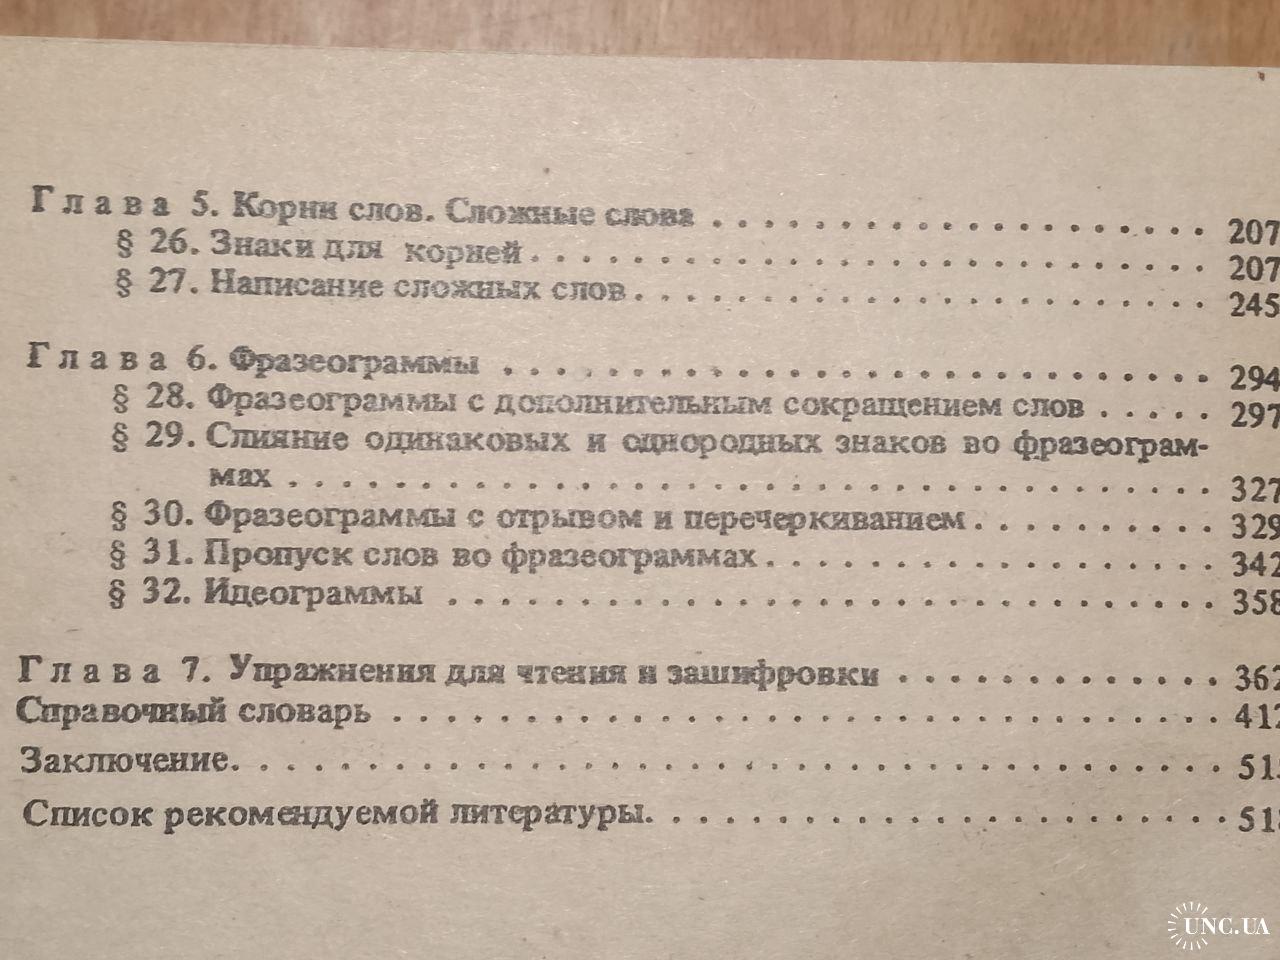 Глава 5. Корни слов. Сложные слова . . . . . . . . . . . . . . . . . . . . 207
§ 26. Знаки для корней . . . . . . . . . . . . . . . . . . . . . . . . . . 207
§ 27. Написание сложных слов . . . . . . . . . . . . . . . . . . . . . . 245
Глава 6. Фразеограммы . . . . . . . . . . . . . . . . . . . . . . . . . . . 294
§ 28. Фразеограммы с дополнительным сокращением слов . . . . . 297
§ 29. Слияние одинаковых и однородных знаков во фразеограм-
мах . . . . . . . . . . . . . . . . . . . . . . . . . . . . . . . . . . . 327
§ 30. Фразеограммы с отрывом и перечеркиванием . . . . . . . . . 329
§ 31. Пропуск слов во фразеограммах . . . . . . . . . . . . . . . . . 342
§ 32. Идеограммы . . . . . . . . . . . . . . . . . . . . . . . . . . . . . 358
Глава 7. Упражнения для чтения и зашифровки . . . . . . . . . . . . 362
Справочный словарь . . . . . . . . . . . . . . . . . . . . . . . . . . . . . 412
Заключение. . . . . . . . . . . . . . . . . . . . . . . . . . . . . . . . . .
Список рекомендуемой литературы. . . . . . . . . . . . . . . . . . . . .
UNC.UA